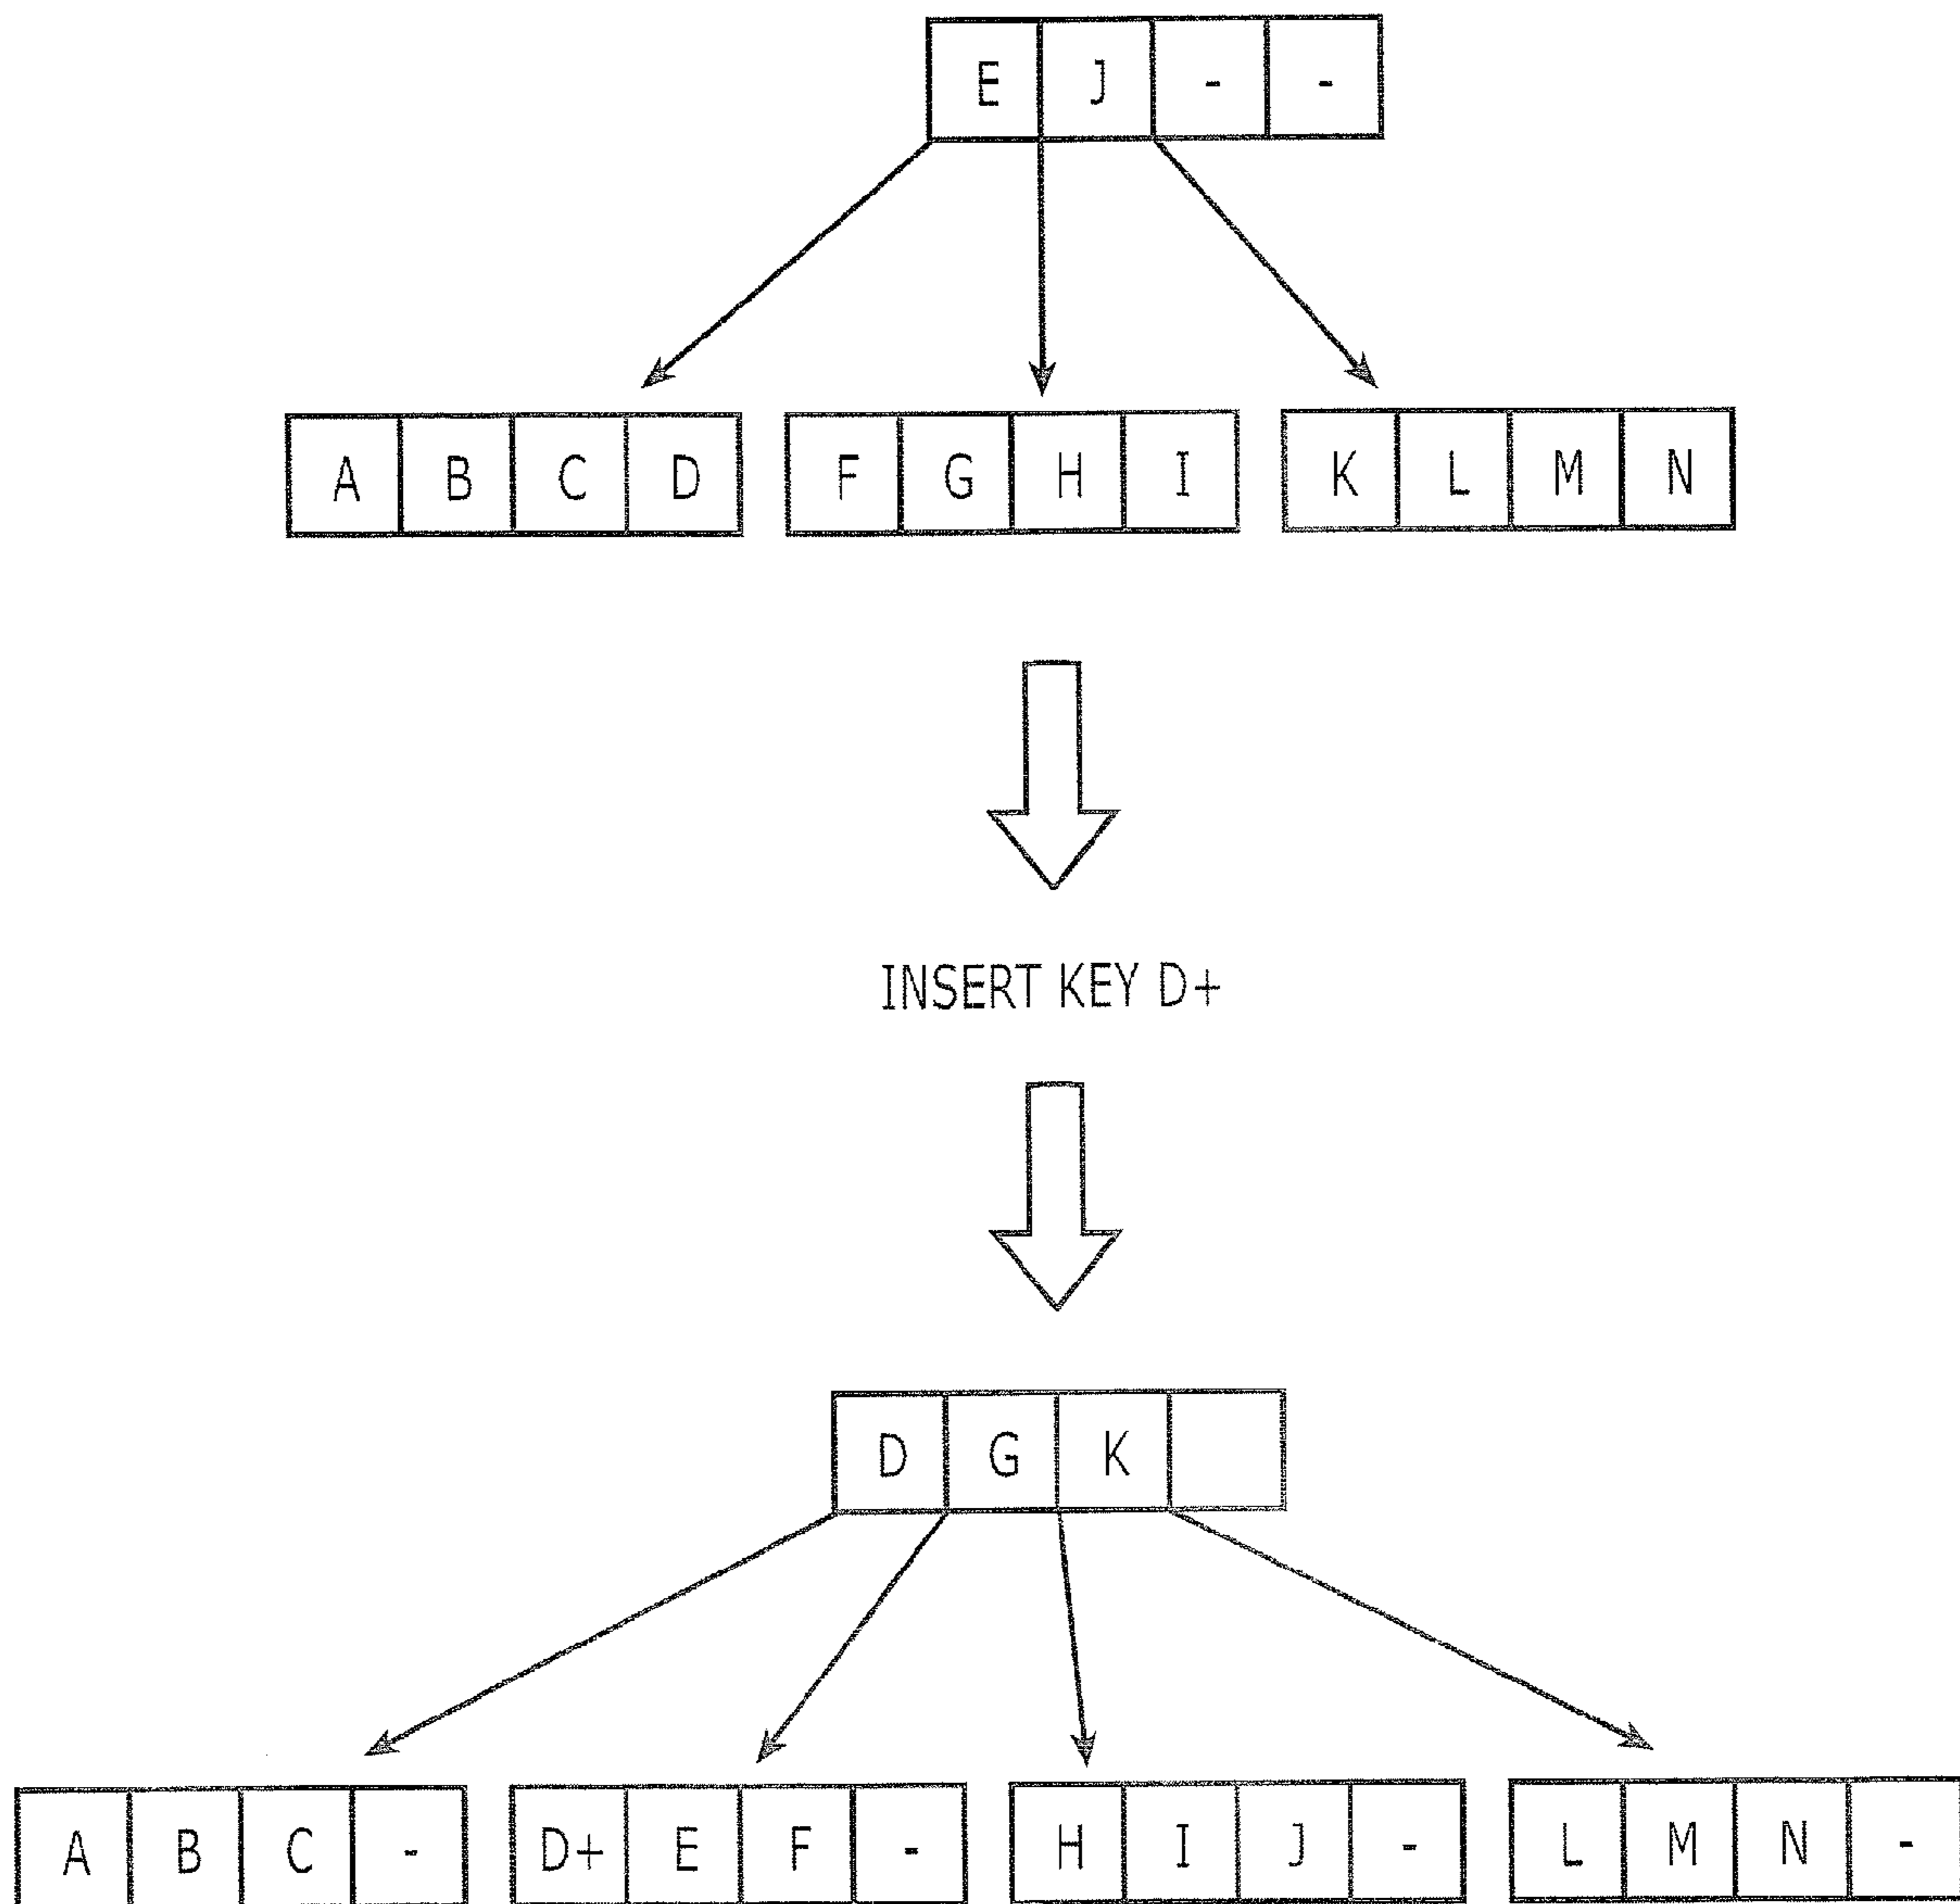 E J - -
A B C D F G H I K L M N
INSERT KEY D+
D G K
A B C - D+ E F - H I J - L M N -